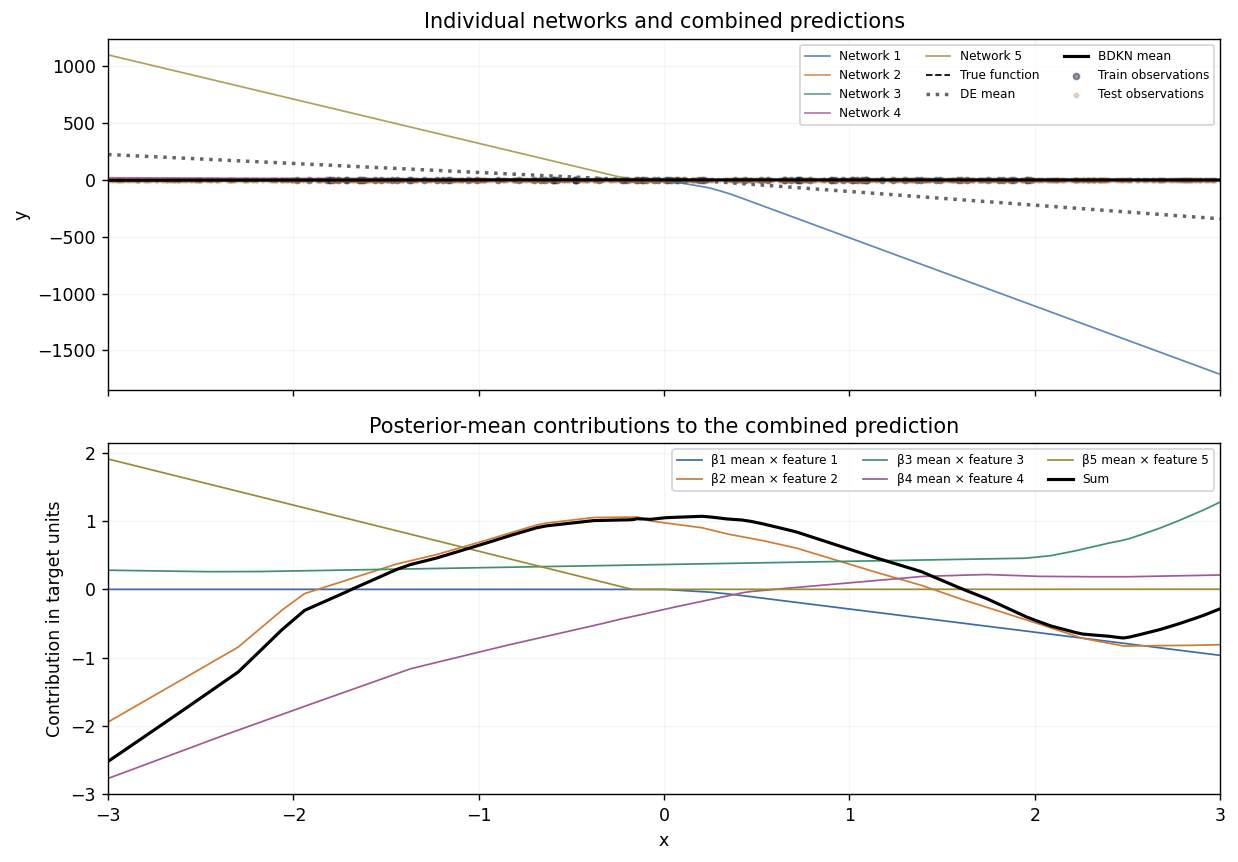 Individual networks and combined predictions
1000
500
0
−500
−1000
−1500
y
Network 1
Network 2
Network 3
Network 4
Network 5
True function
DE mean
BDKN mean
Train observations
Test observations
Posterior-mean contributions to the combined prediction
2
1
0
−1
−2
−3
Contribution in target units
β1 mean × feature 1
β2 mean × feature 2
β3 mean × feature 3
β4 mean × feature 4
β5 mean × feature 5
Sum
−3 −2 −1 0 1 2 3
x